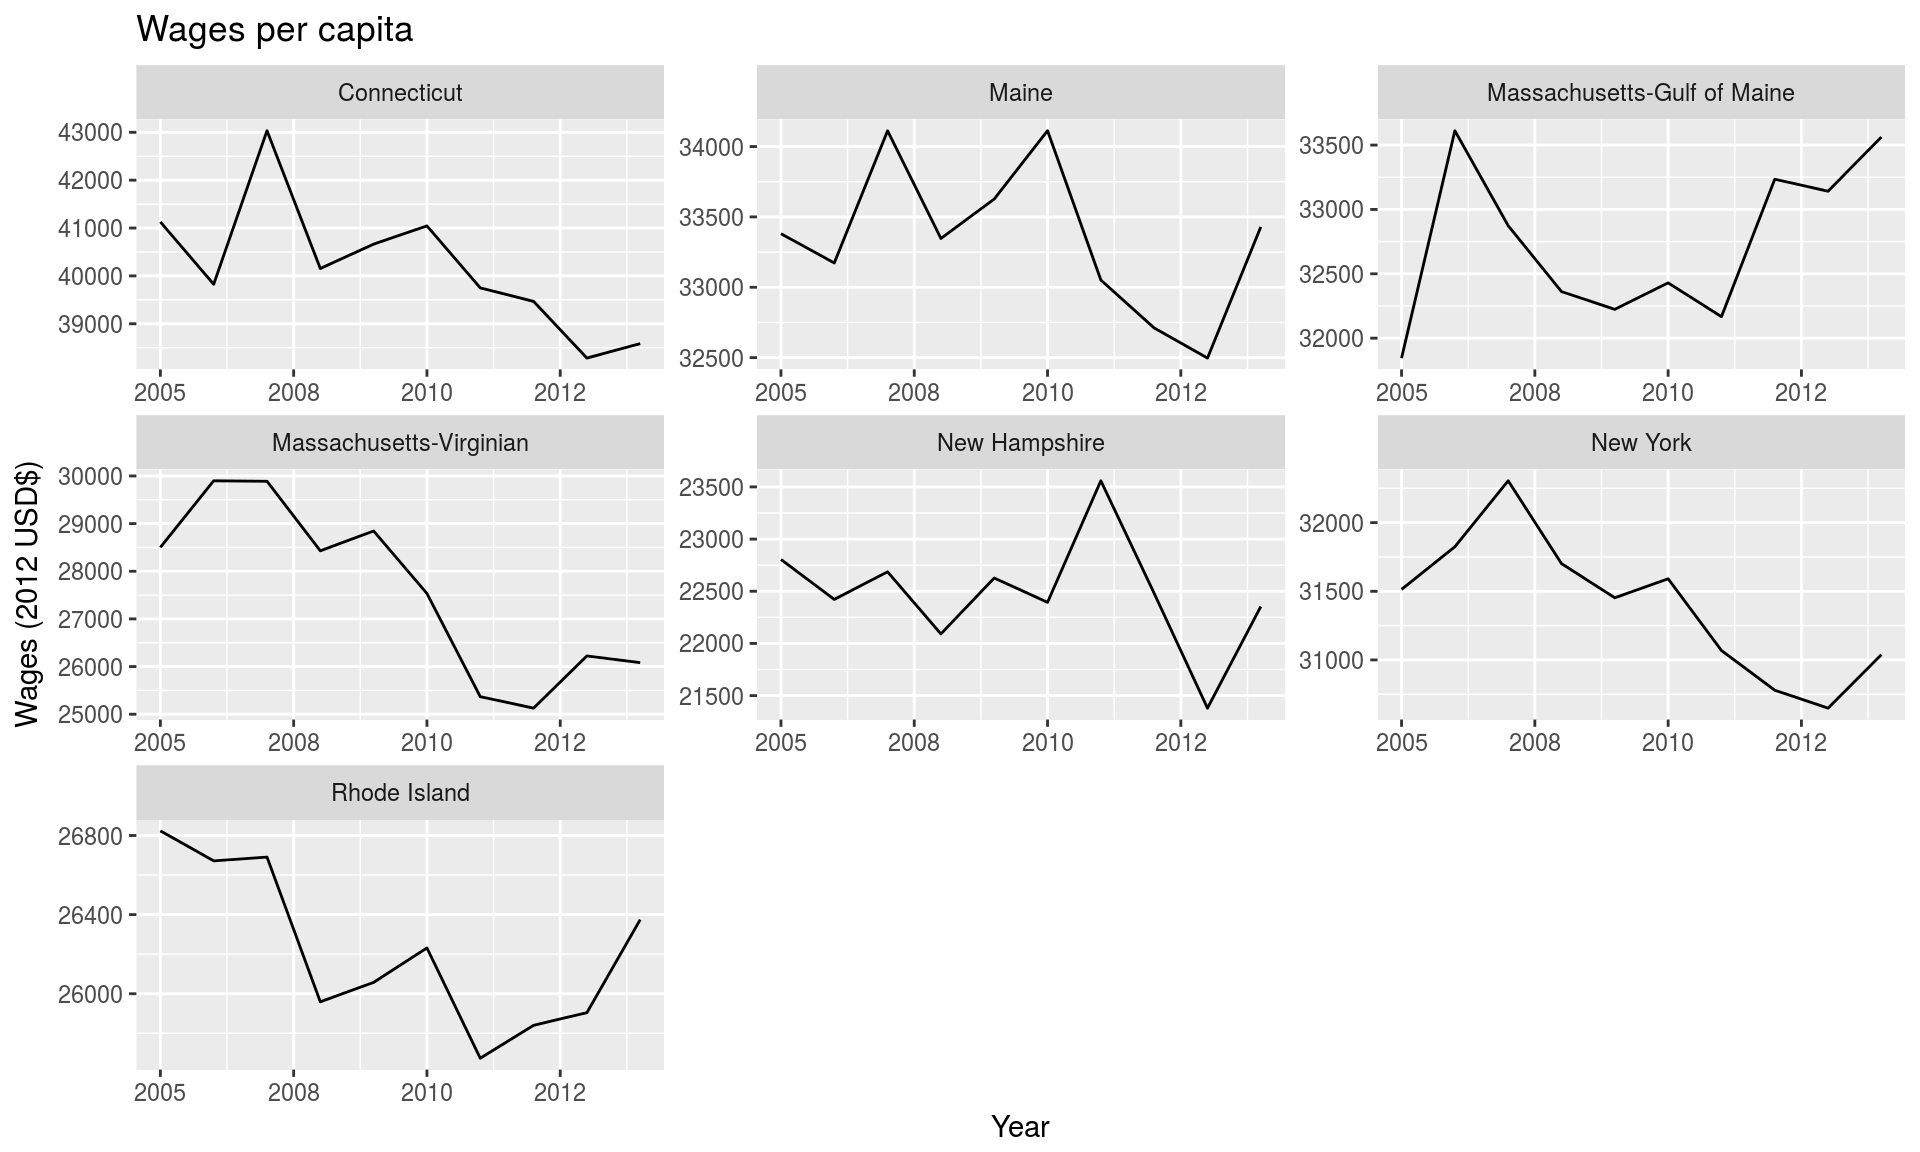 Wages per capita
Connecticut
Maine
Massachusetts-Gulf of Maine
43000
42000
41000
40000
39000
34000
33500
33000
32500
33500
33000
32500
32000
2005 2008 2010 2012
2005 2008 2010 2012
2005 2008 2010 2012
Wages (2012 USD$)
Massachusetts-Virginian
New Hampshire
New York
30000
29000
28000
27000
26000
25000
23500
23000
22500
22000
21500
32000
31500
31000
2005 2008 2010 2012
2005 2008 2010 2012
2005 2008 2010 2012
Rhode Island
26800
26400
26000
2005 2008 2010 2012
Year